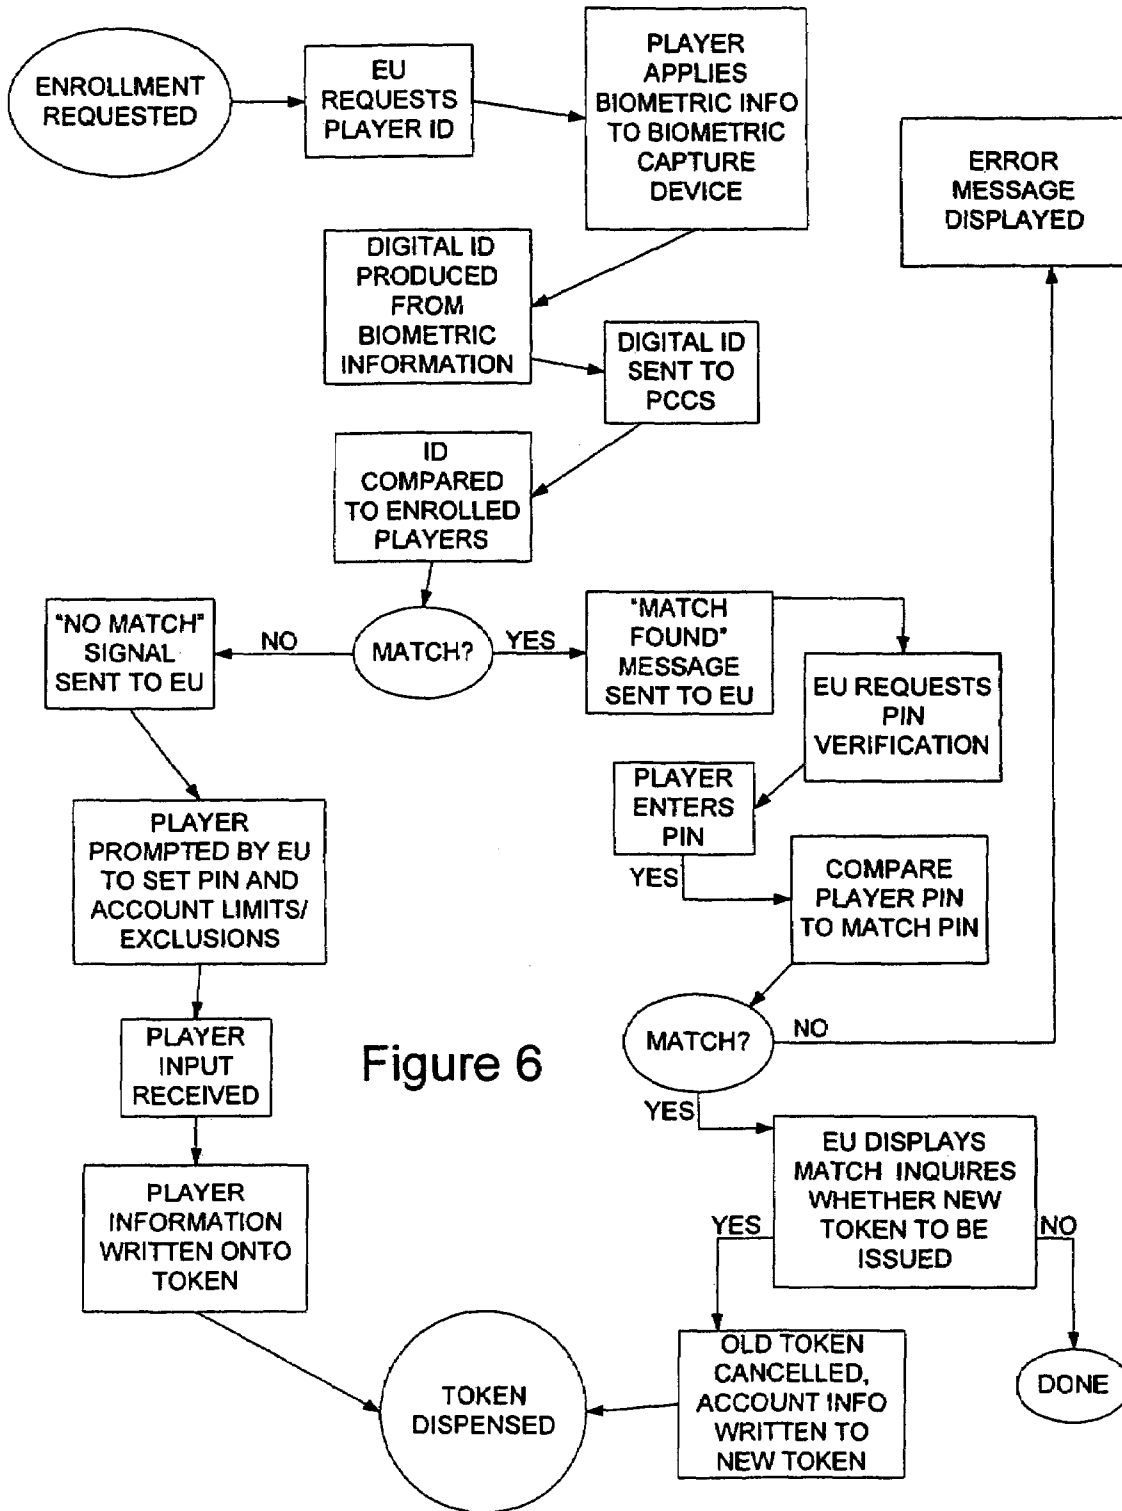 ENROLLMENT
REQUESTED
EU
REQUESTS
PLAYER ID
PLAYER
APPLIES
BIOMETRIC INFO
TO BIOMETRIC
CAPTURE
DEVICE
ERROR
MESSAGE
DISPLAYED
DIGITAL ID
PRODUCED
FROM
BIOMETRIC
INFORMATION
DIGITAL ID
SENT TO
PCCS
ID
COMPARED
TO ENROLLED
PLAYERS
"NO MATCH"
SIGNAL
SENT TO EU
NO
MATCH?
YES
"MATCH
FOUND"
MESSAGE
SENT TO EU
EU REQUESTS
PIN
VERIFICATION
PLAYER
ENTERS
PIN
YES
COMPARE
PLAYER PIN
TO MATCH PIN
PLAYER
PROMPTED BY EU
TO SET PIN AND
ACCOUNT LIMITS/
EXCLUSIONS
PLAYER
INPUT
RECEIVED
Figure 6
MATCH?
NO
YES
EU DISPLAYS
MATCH INQUIRES
WHETHER NEW
TOKEN TO BE
ISSUED
YES
NO
PLAYER
INFORMATION
WRITTEN ONTO
TOKEN
TOKEN
DISPENSED
OLD TOKEN
CANCELLED,
ACCOUNT INFO
WRITTEN TO
NEW TOKEN
DONE